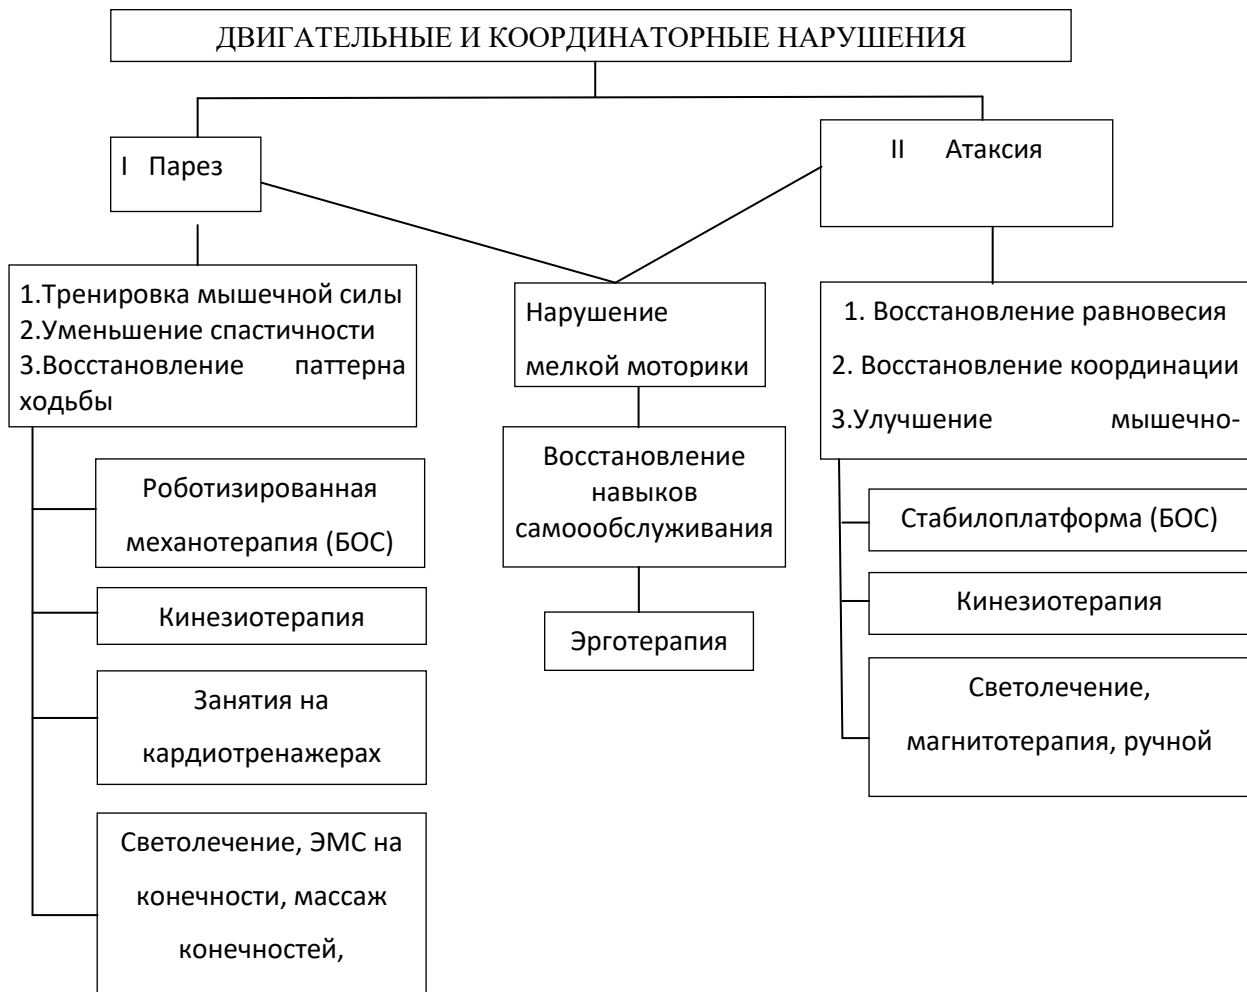 ДВИГАТЕЛЬНЫЕ И КООРДИНАТОРНЫЕ НАРУШЕНИЯ
I Парез
II Атаксия
1.Тренировка мышечной силы
2.Уменьшение спастичности
3.Восстановление паттерна
ходьбы
Нарушение
мелкой моторики
1. Восстановление равновесия
2. Восстановление координации
3.Улучшение мышечно-
Роботизированная
механотерапия (БОС)
Кинезиотерапия
Занятия на
кардиотренажерах
Светолечение, ЭМС на
конечности, массаж
конечностей,
Восстановление
навыков
самоообслуживания
Эрготерапия
Стабилоплатформа (БОС)
Кинезиотерапия
Светолечение,
магнитотерапия, ручной